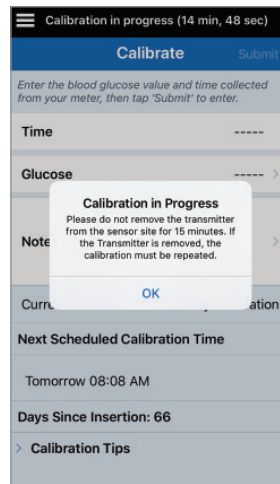 Calibration in progress (14 min, 48 sec)
Calibrate Submit
Enter the blood glucose value and time collected
from your meter, then tap 'Submit' to enter.
Time -----
Glucose ----- >
Calibration in Progress
Please do not remove the transmitter
from the sensor site for 15 minutes. If
the Transmitter is removed, the
calibration must be repeated.
OK
Next Scheduled Calibration Time
Tomorrow 08:08 AM
Days Since Insertion: 66
> Calibration Tips